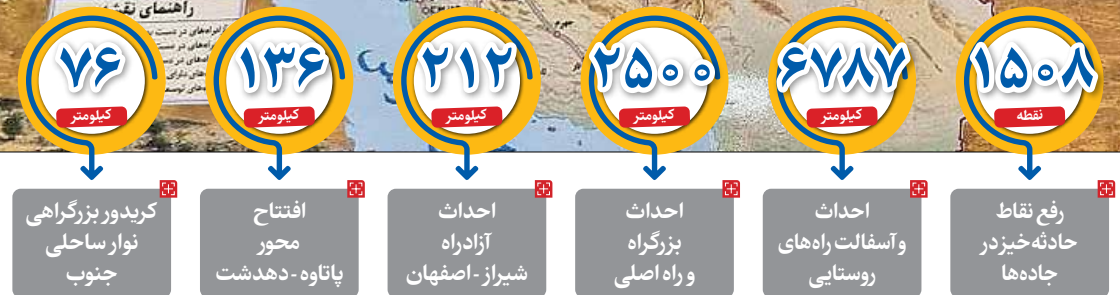 راهنمای نقشه
۱۵۰۸
نقطه
رفع نقاط
حادثه‌خیز در
جاده‌ها
۶۷۸۷
کیلومتر
احداث
و آسفالت راه‌های
روستایی
۲۵۰۰
کیلومتر
احداث
بزرگراه
و راه اصلی
۲۱۲
کیلومتر
احداث
آزادراه
شیراز - اصفهان
۱۳۶
کیلومتر
افتتاح
محور
پاتاوه - دهدشت
۷۶
کیلومتر
کریدور بزرگراهی
نوار ساحلی
جنوب